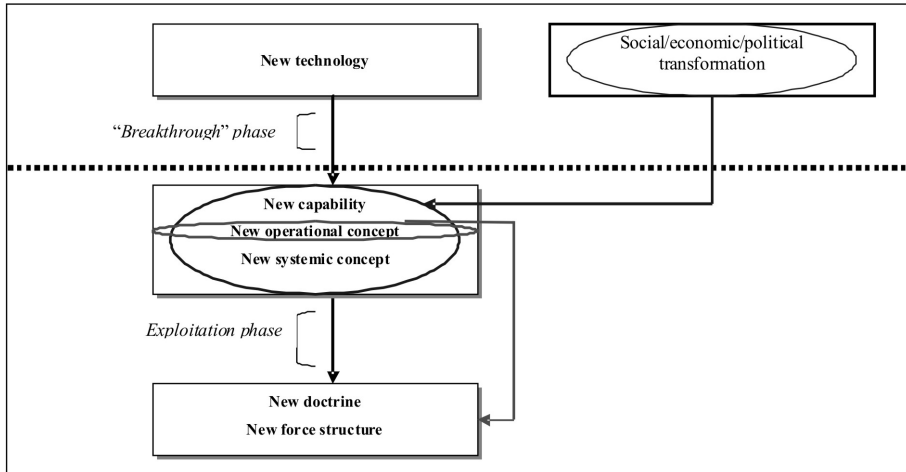 New technology
Social/economic/political
transformation
“Breakthrough” phase
New capability
New operational concept
New systemic concept
Exploitation phase
New doctrine
New force structure